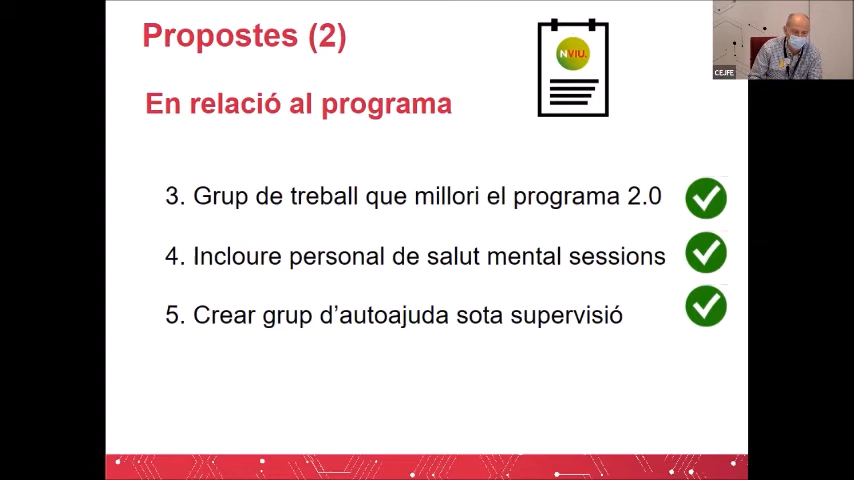 Propostes (2)
NVIU.
En relació al programa
3. Grup de treball que millori el programa 2.0
4. Incloure personal de salut mental sessions
5. Crear grup d’autoajuda sota supervisió
CEJFE